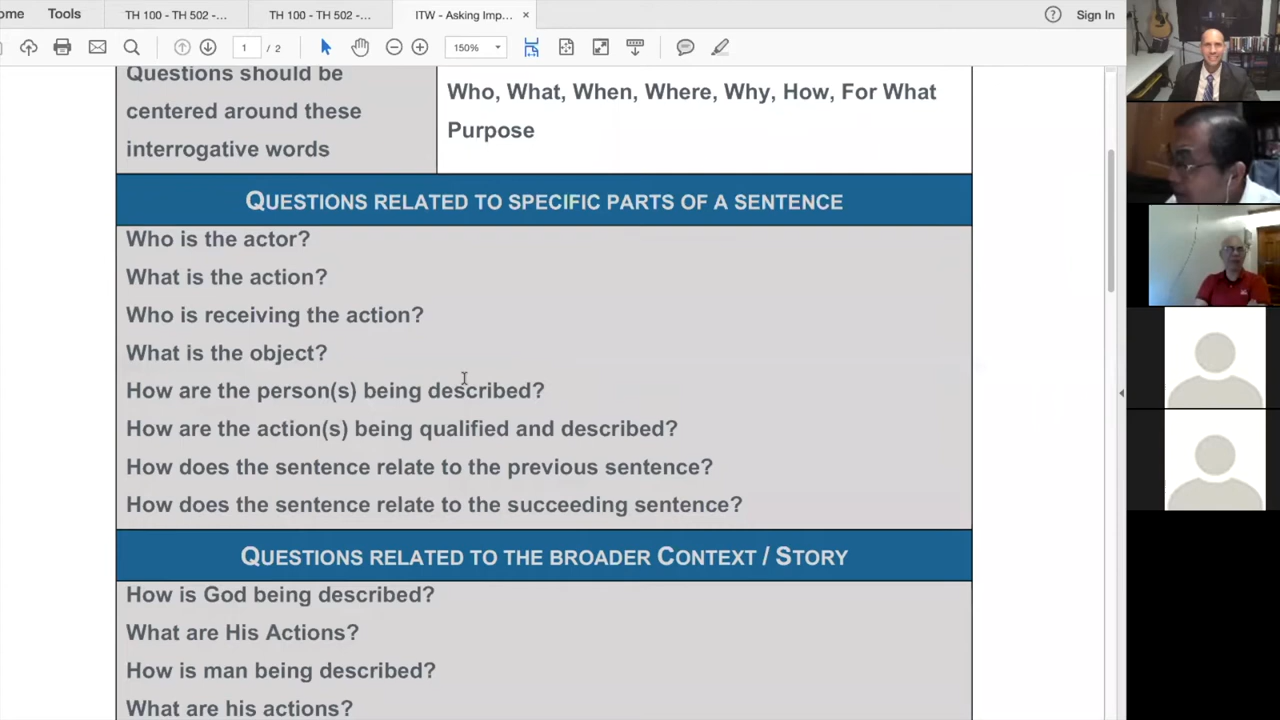 ome
Tools
TH 100 - TH 502 -...
TH 100 - TH 502 -...
ITW - Asking Imp...
×
Sign In
1
/ 2
150%
Questions should be
centered around these
interrogative words
Who, What, When, Where, Why, How, For What
Purpose
QUESTIONS RELATED TO SPECIFIC PARTS OF A SENTENCE
Who is the actor?
What is the action?
Who is receiving the action?
What is the object?
How are the person(s) being described?
How are the action(s) being qualified and described?
How does the sentence relate to the previous sentence?
How does the sentence relate to the succeeding sentence?
QUESTIONS RELATED TO THE BROADER CONTEXT / STORY
How is God being described?
What are His Actions?
How is man being described?
What are his actions?